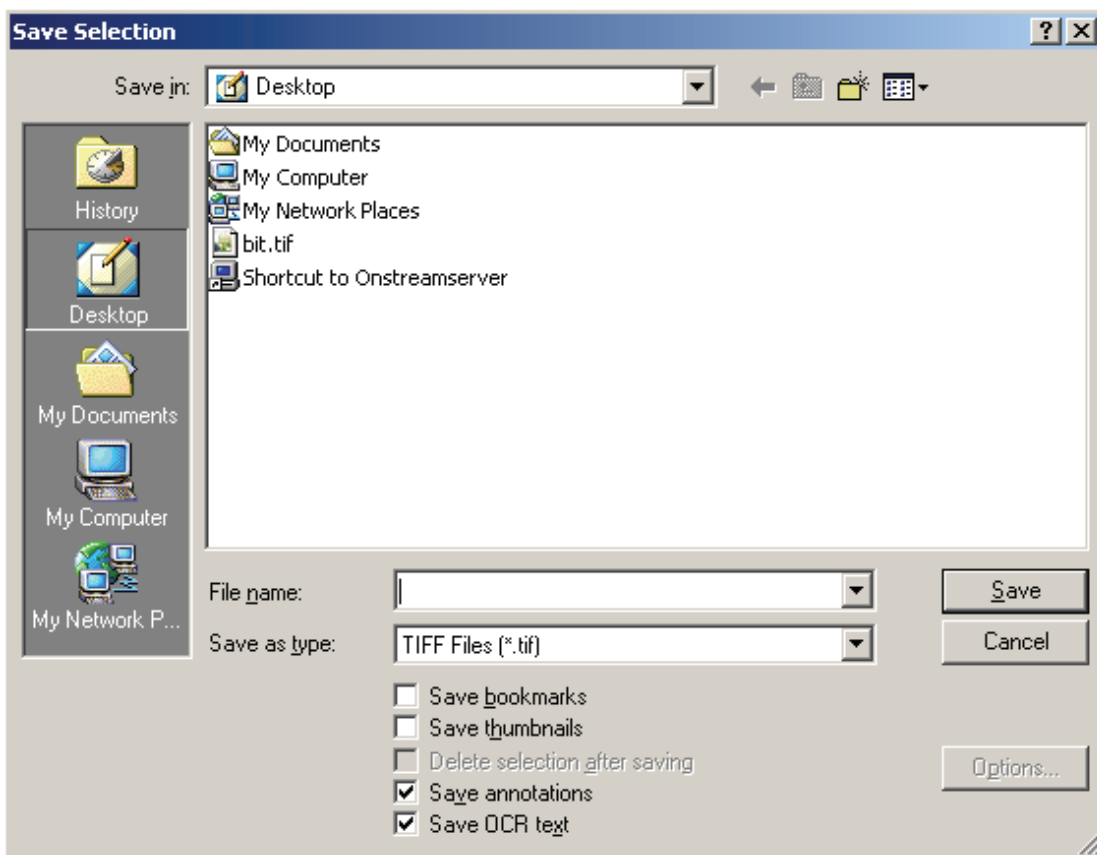 Save Selection
Save in:
Desktop
History
Desktop
My Documents
My Computer
My Network P...
My Documents
My Computer
My Network Places
bit.tif
Shortcut to Onstreamserver
File name:
Save
Save as type:
TIFF Files (*.tif)
Cancel
Save bookmarks
Save thumbnails
Delete selection after saving
Options...
Save annotations
Save OCR text